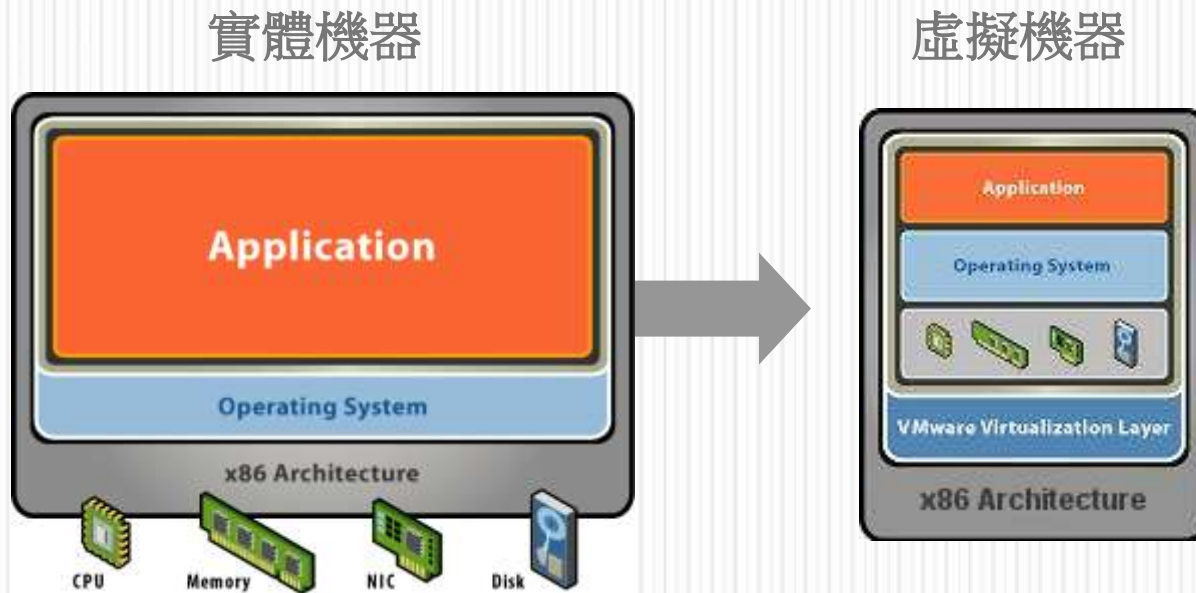 實體機器
虛擬機器
Application
Operating System
x86 Architecture
CPU
Memory
NIC
Disk
Application
Operating System
VMware Virtualization Layer
x86 Architecture